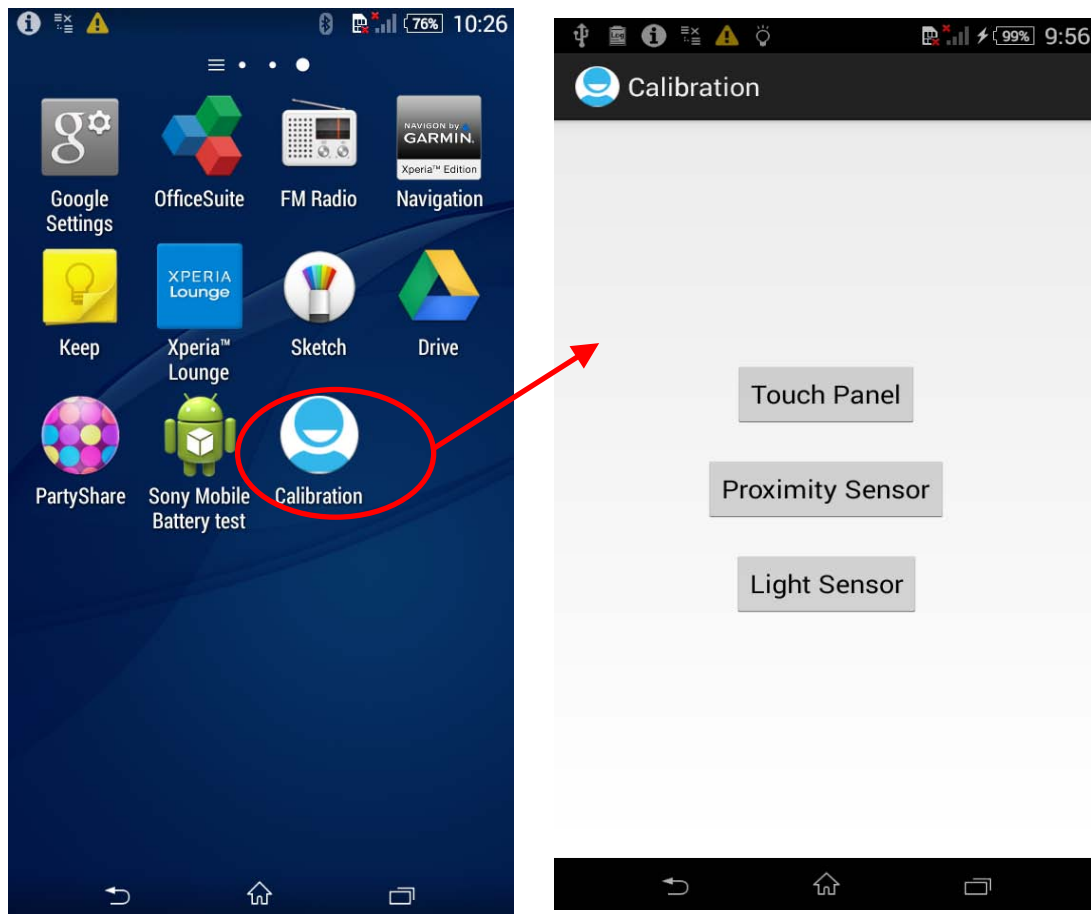 76% 10:26
Google
Settings
OfficeSuite
FM Radio
NAVIGON by
GARMIN.
Xperia™ Edition
Navigation
Keep
XPERIA
Lounge
Xperia™
Lounge
Sketch
Drive
PartyShare
Sony Mobile
Battery test
Calibration
99% 9:56
Calibration
Touch Panel
Proximity Sensor
Light Sensor